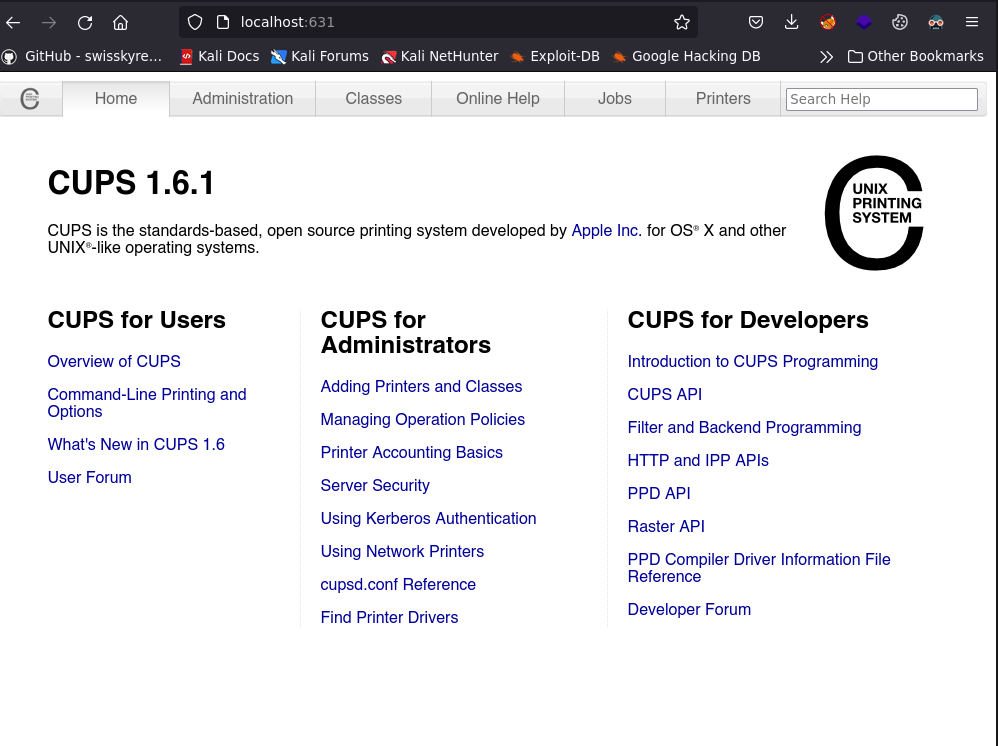 localhost:631
GitHub - swisskyre...
Kali Docs
Kali Forums
Kali NetHunter
Exploit-DB
Google Hacking DB
Other Bookmarks
UNIX PRINTING SYSTEM
Home
Administration
Classes
Online Help
Jobs
Printers
Search Help
CUPS 1.6.1
CUPS is the standards-based, open source printing system developed by Apple Inc. for OS® X and other
UNIX®-like operating systems.
UNIX
PRINTING
SYSTEM
CUPS for Users
Overview of CUPS
Command-Line Printing and
Options
What's New in CUPS 1.6
User Forum
CUPS for
Administrators
Adding Printers and Classes
Managing Operation Policies
Printer Accounting Basics
Server Security
Using Kerberos Authentication
Using Network Printers
cupsd.conf Reference
Find Printer Drivers
CUPS for Developers
Introduction to CUPS Programming
CUPS API
Filter and Backend Programming
HTTP and IPP APIs
PPD API
Raster API
PPD Compiler Driver Information File
Reference
Developer Forum